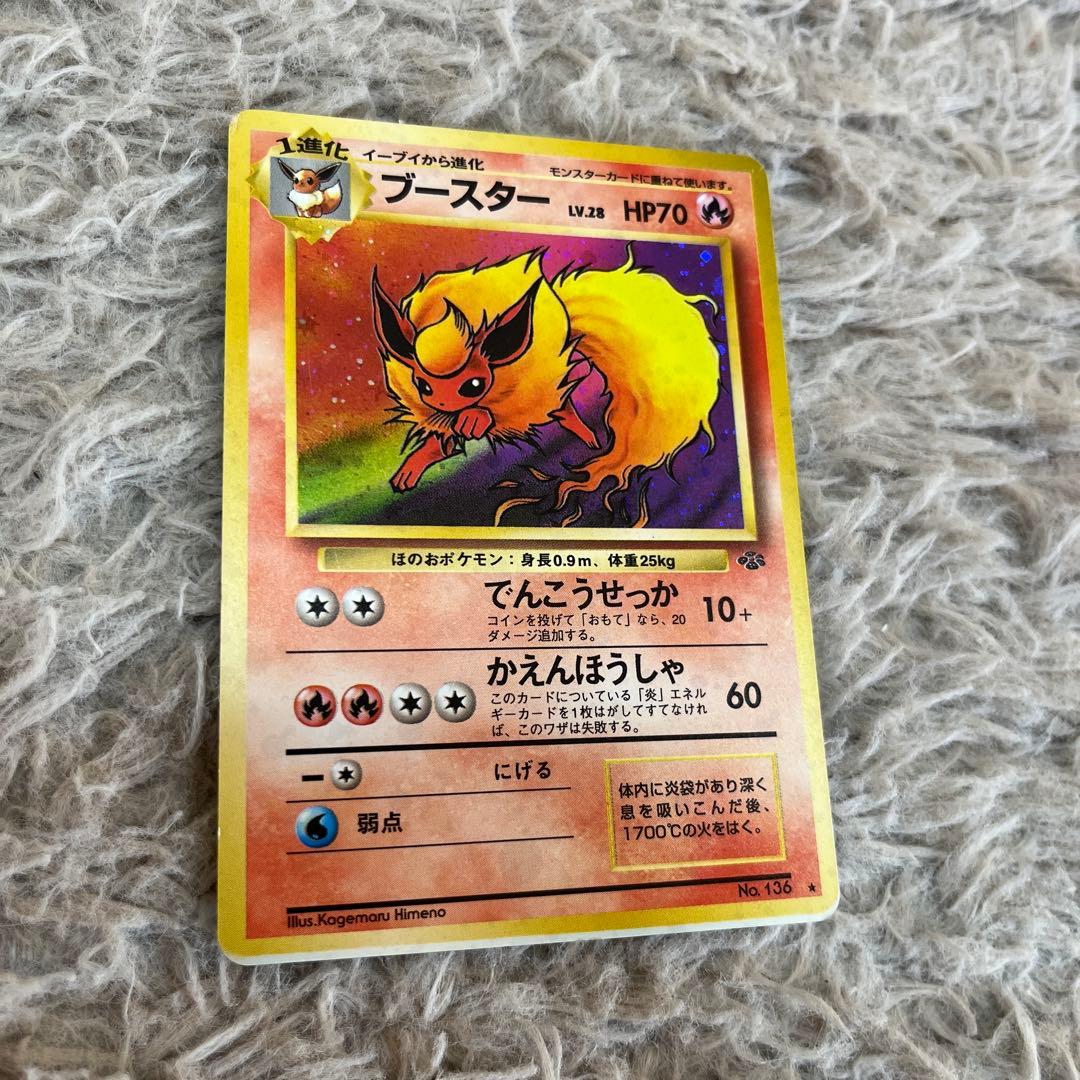 1進化
イーブイから進化
モンスターカードに重ねて使います。
ブースター LV.28 HP70
ほのおポケモン：身長0.9m、体重25kg
でんこうせっか 10+
コインを投げて「おもて」なら、20
ダメージ追加する。
かえんほうしゃ 60
このカードについている「炎」エネル
ギーカードを1枚はがしてすてなけれ
ば、このワザは失敗する。
にげる
弱点
体内に炎袋があり深く
息を吸いこんだ後、
1700℃の火をはく。
No. 136 ★
Illus.Kagemaru Himeno